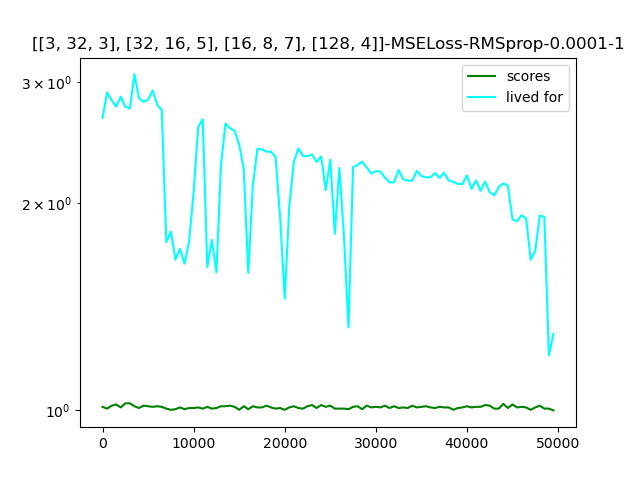 [[3, 32, 3], [32, 16, 5], [16, 8, 7], [128, 4]]-MSELoss-RMSprop-0.0001-1
scores
lived for
3 × 10⁰
2 × 10⁰
10⁰
0 10000 20000 30000 40000 50000